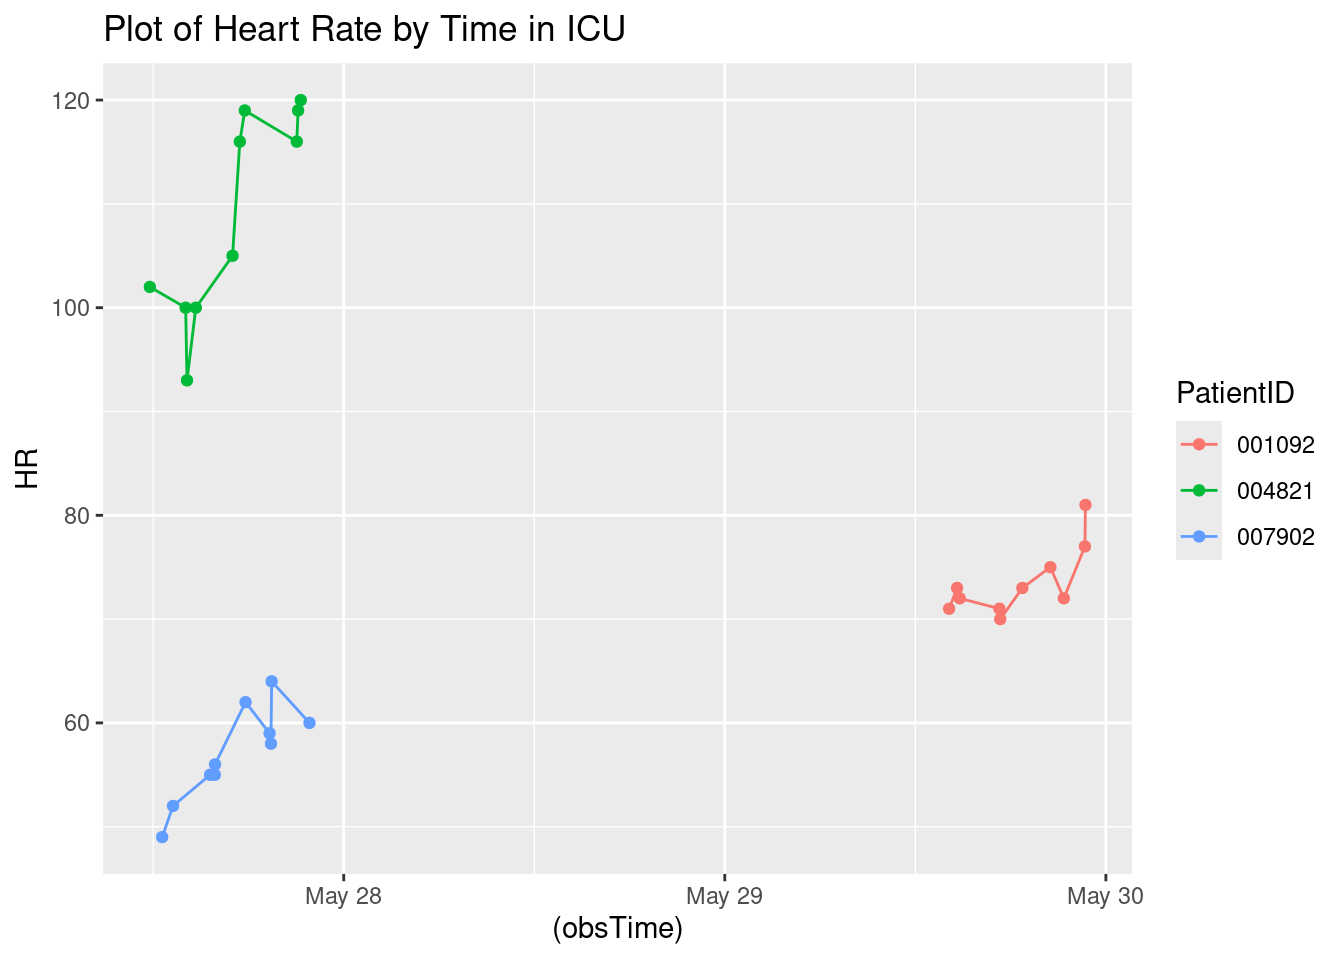 Plot of Heart Rate by Time in ICU
120
100
80
60
HR
May 28
May 29
May 30
(obsTime)
PatientID
001092
004821
007902